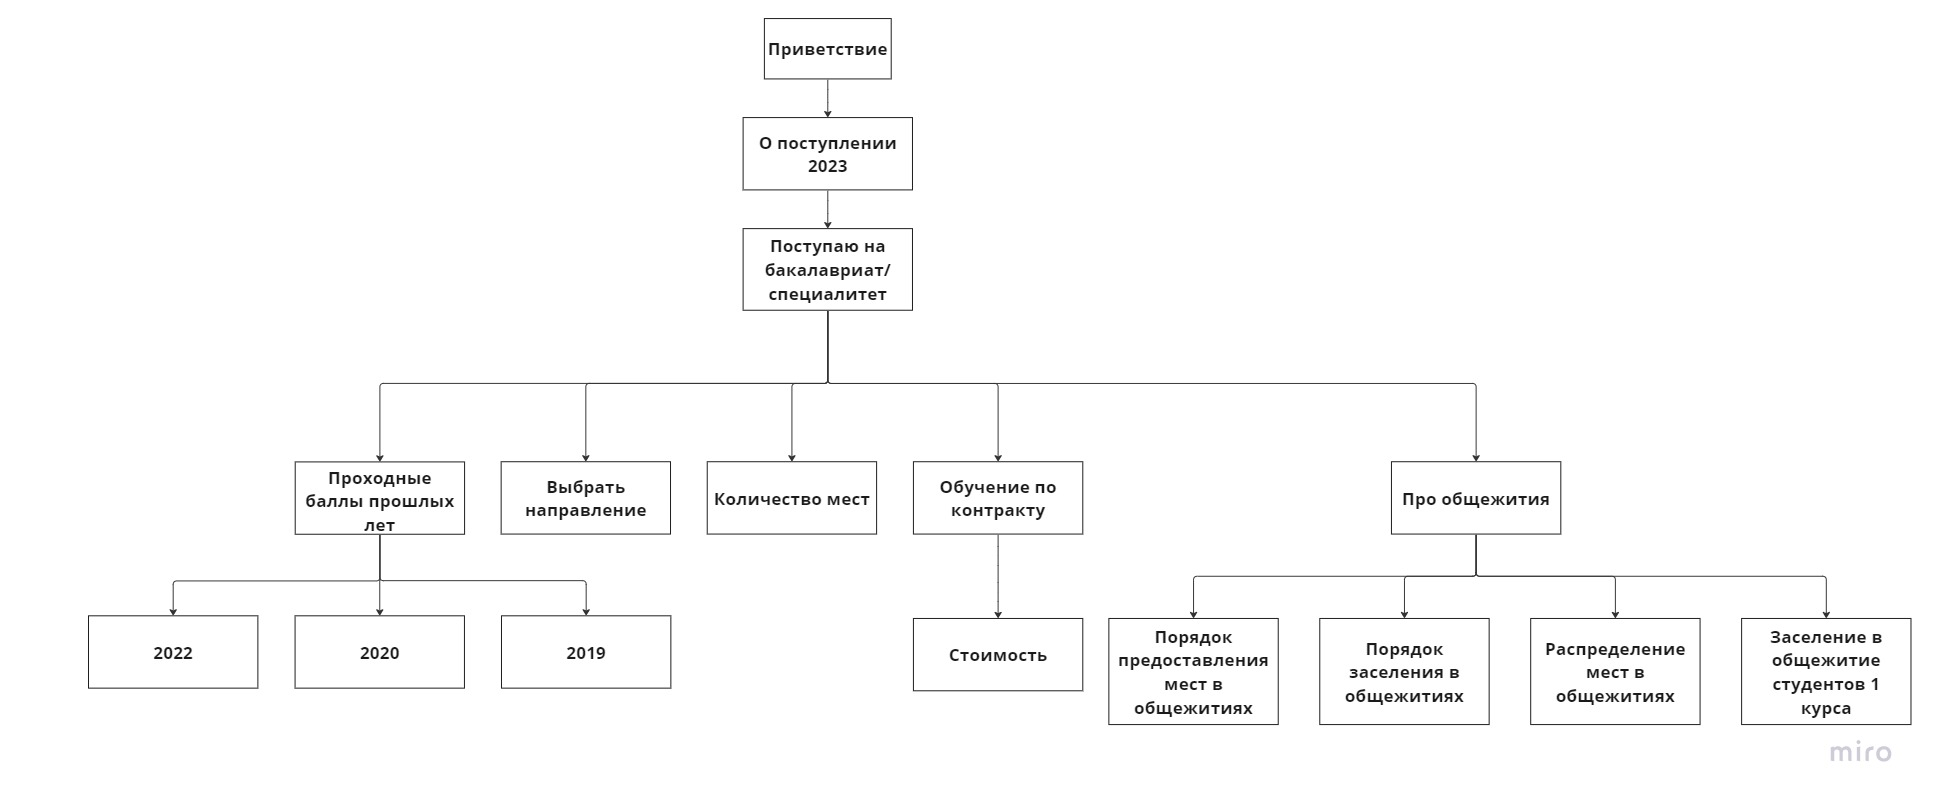 Приветствие
О поступлении
2023
Поступаю на
бакалавриат/
специалитет
Проходные
баллы прошлых
лет
Выбрать
направление
Количество мест
Обучение по
контракту
Про общежития
2022
2020
2019
Стоимость
Порядок
предоставления
мест в
общежитиях
Порядок
заселения в
общежитиях
Распределение
мест в
общежитиях
Заселение в
общежитие
студентов 1
курса
miro